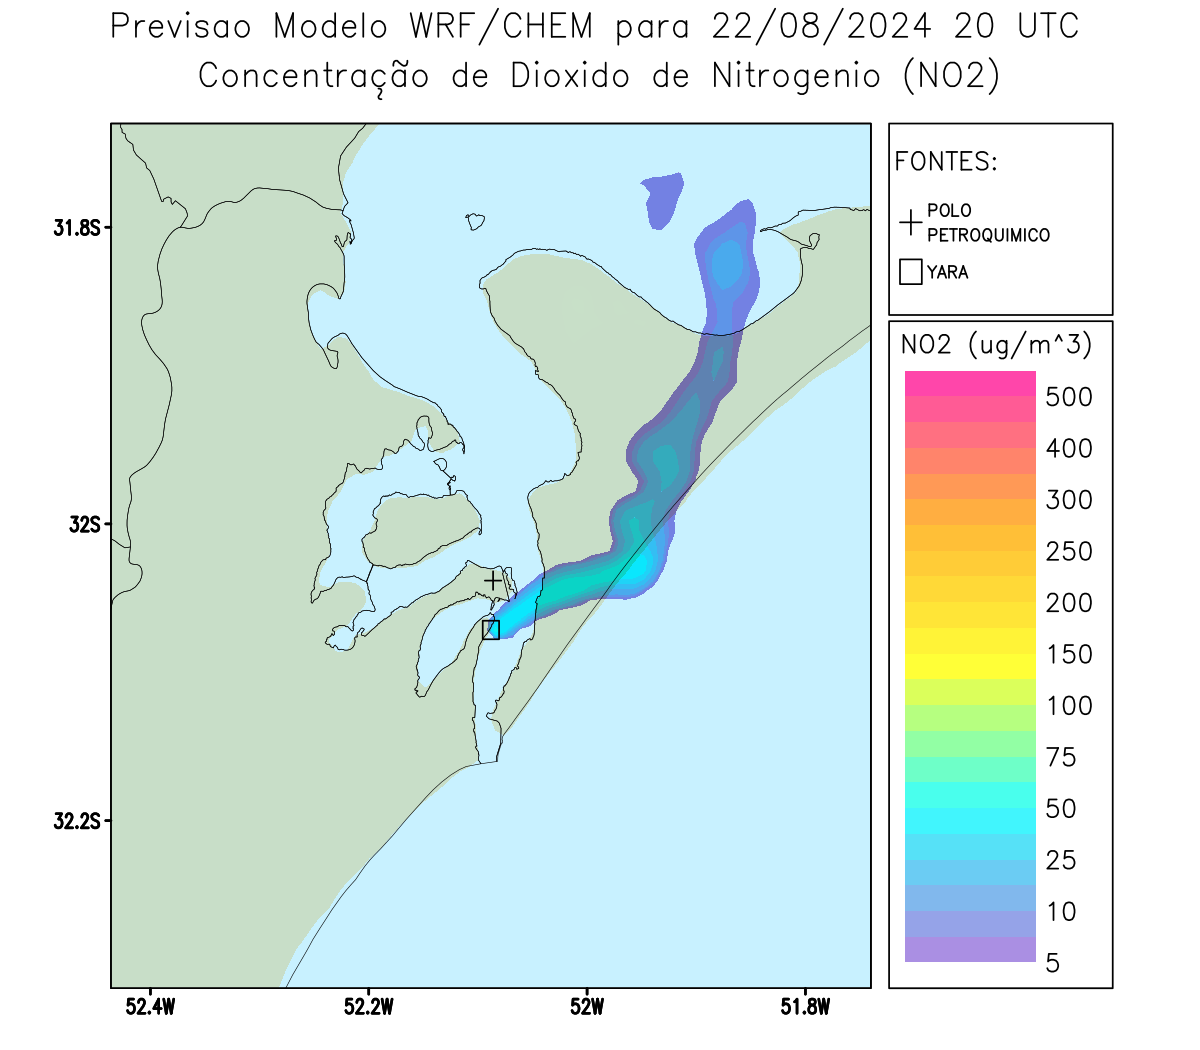 Previsao Modelo WRF/CHEM para 22/08/2024 20 UTC
Concentração de Dioxido de Nitrogenio (NO2)
FONTES:
POLO
PETROQUIMICO
YARA
NO2 (ug/m^3)
500
400
300
250
200
150
100
75
50
25
10
5
31.8S
32S
32.2S
52.4W
52.2W
52W
51.8W